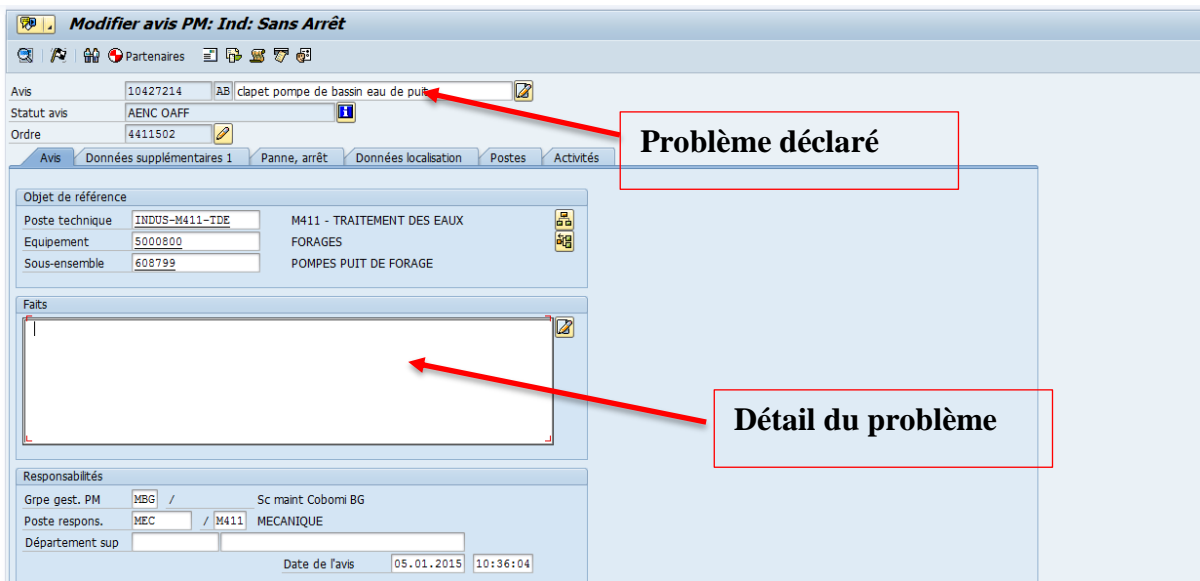 Modifier avis PM: Ind: Sans Arrêt
Partenaires
Avis 10427214 AB clapet pompe de bassin eau de puit
Statut avis AENC OAFF
Ordre 4411502
Problème déclaré
Avis Données supplémentaires 1 Panne, arrêt Données localisation Postes Activités
Objet de référence
Poste technique INDUS-M411-TDE M411 - TRAITEMENT DES EAUX
Equipement 5000800 FORAGES
Sous-ensemble 608799 POMPES PUIT DE FORAGE
Faits
Détail du problème
Responsabilités
Grpe gest. PM MBG / Sc maint Cobomi BG
Poste respons. MEC / M411 MECANIQUE
Département sup
Date de l'avis 05.01.2015 10:36:04